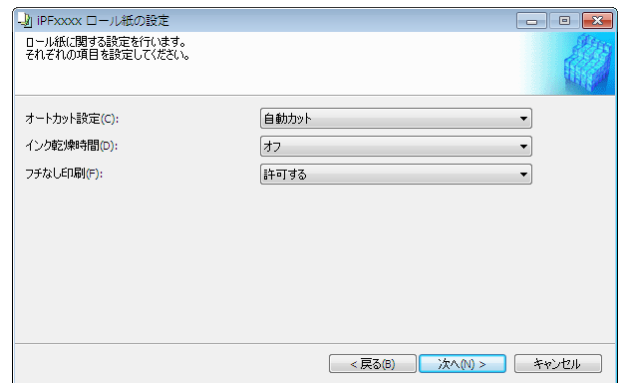 iPFxxxx ロール紙の設定
ロール紙に関する設定を行います。
それぞれの項目を設定してください。
オートカット設定(C): 自動カット
インク乾燥時間(D): オフ
フチなし印刷(F): 許可する
< 戻る(B) 次へ(N) > キャンセル